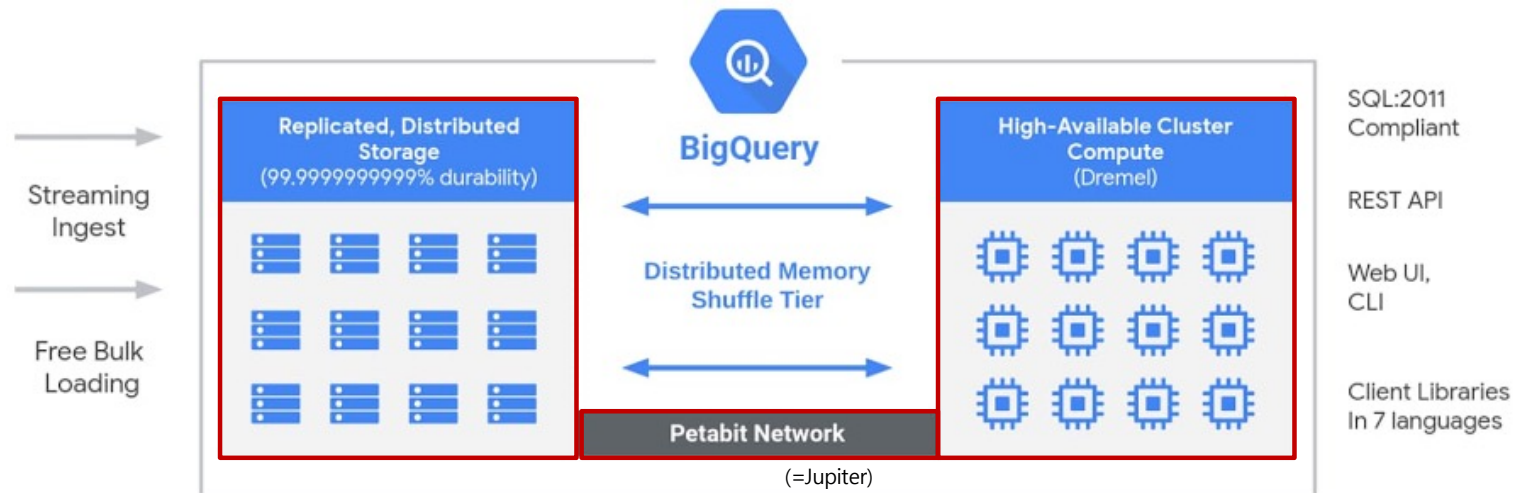 Streaming
Ingest
Free Bulk
Loading
Replicated, Distributed
Storage
(99.9999999999% durability)
BigQuery
Distributed Memory
Shuffle Tier
Petabit Network
(=Jupiter)
High-Available Cluster
Compute
(Dremel)
SQL:2011
Compliant
REST API
Web UI,
CLI
Client Libraries
In 7 languages